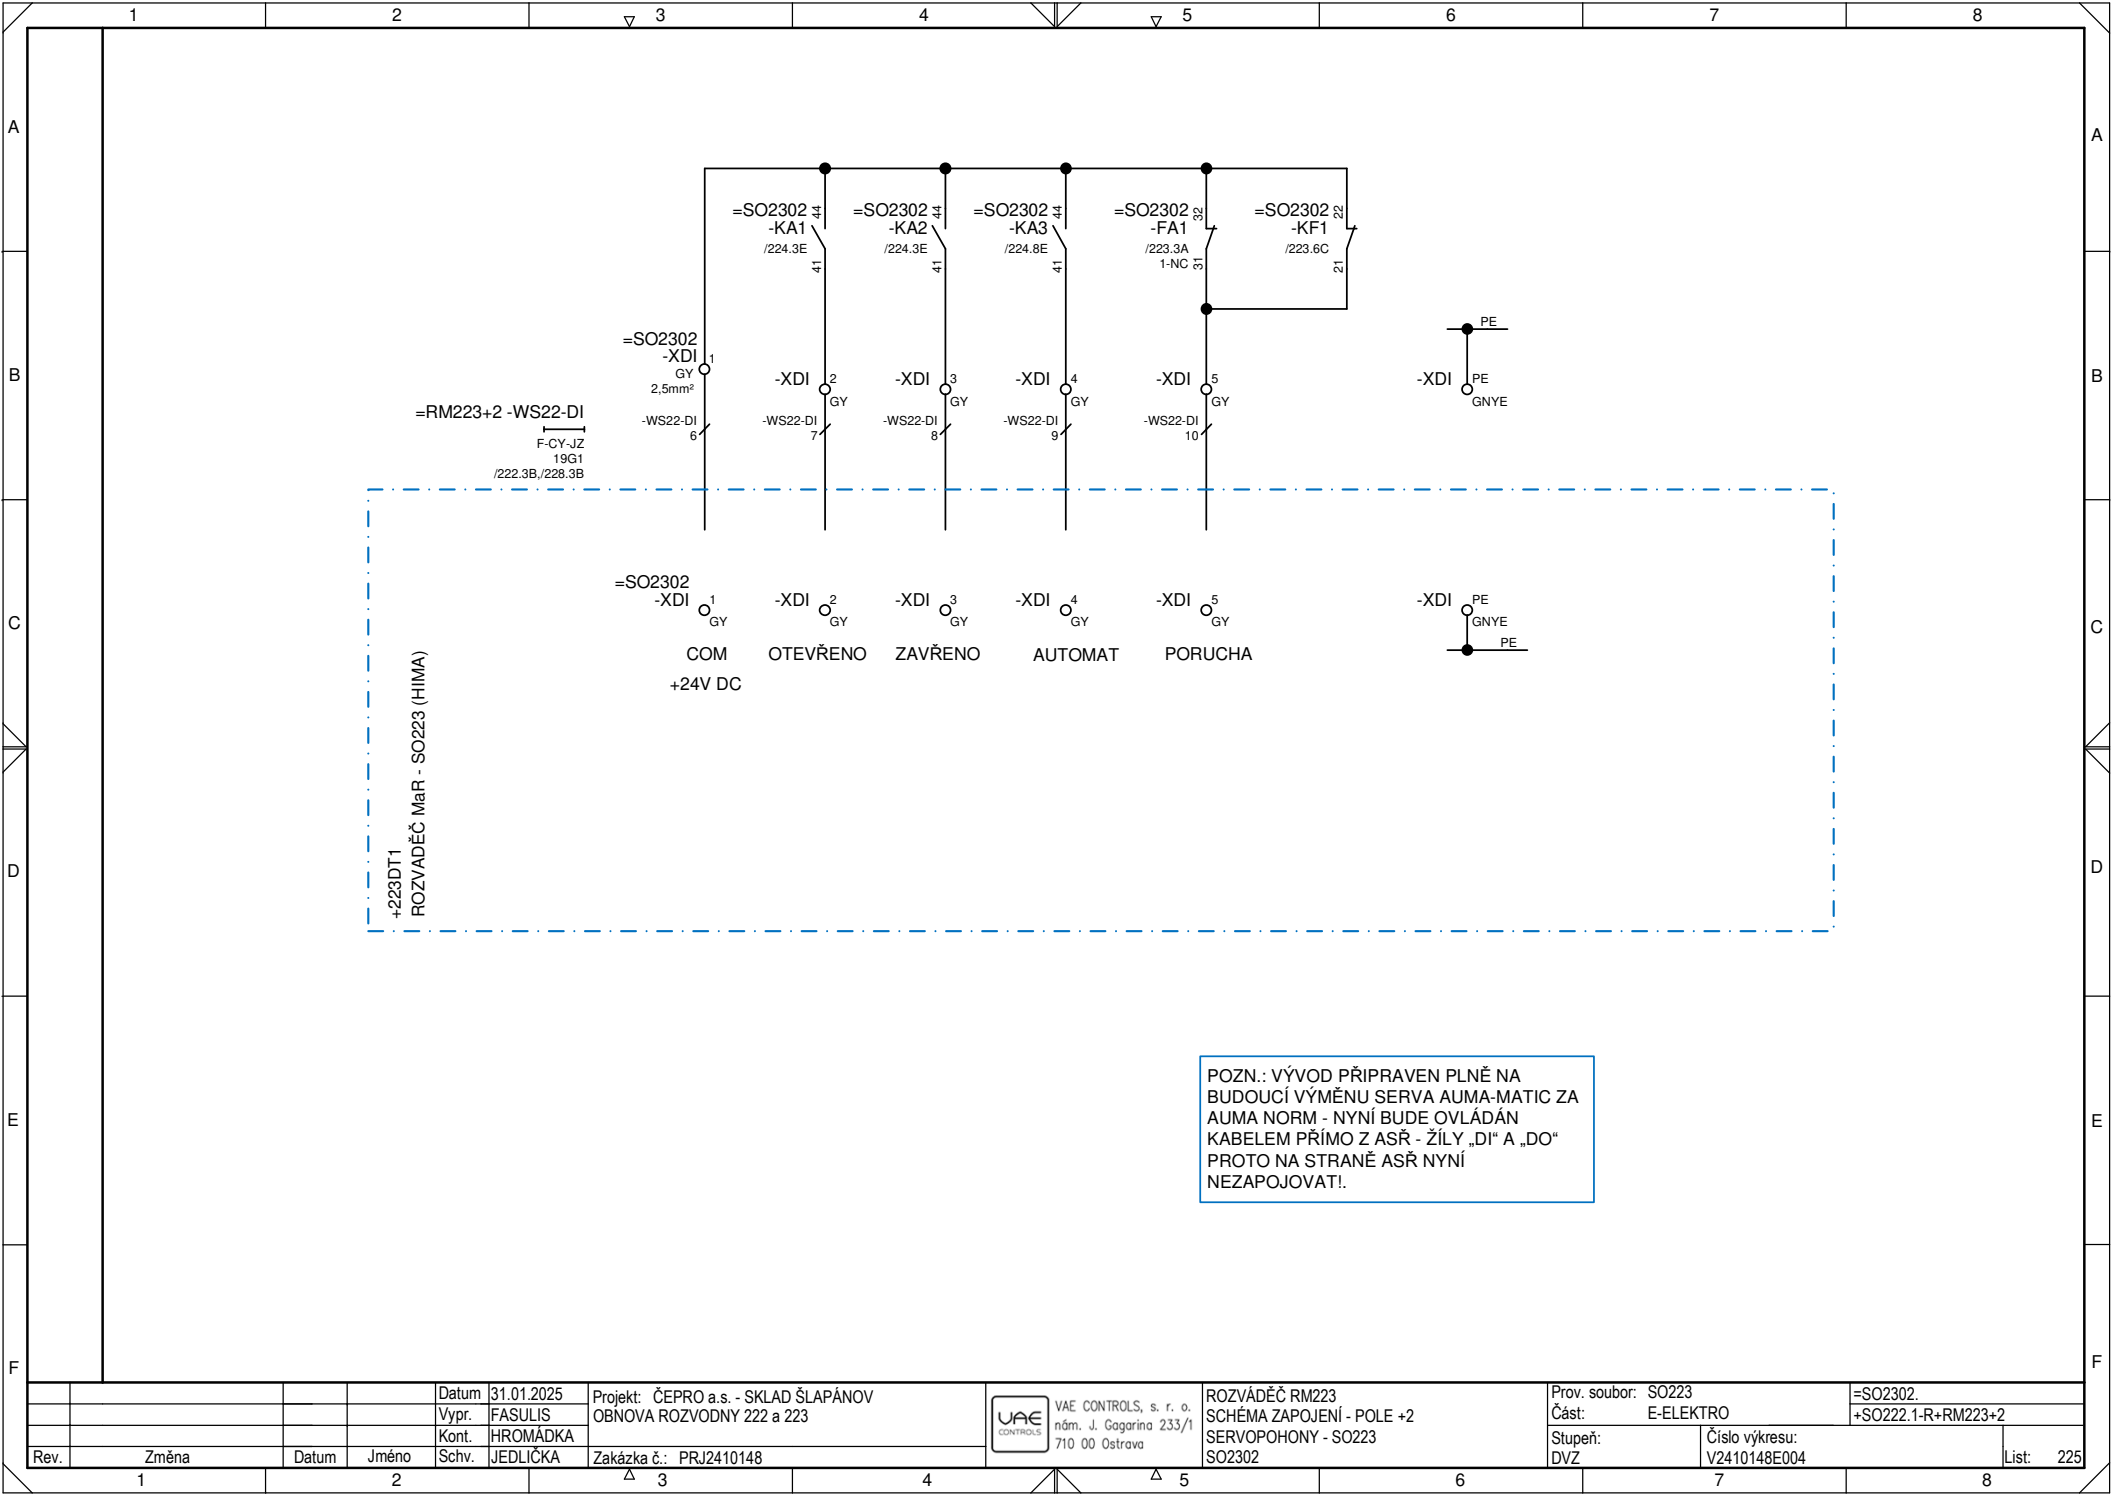 1 2 3 4 5 6 7 8
A A
=SO2302 44 =SO2302 44 =SO2302 44 =SO2302 32 =SO2302 22
-KA1 -KA2 -KA3 -FA1 -KF1
/224.3E /224.3E /224.8E /223.3A /223.6C
41 41 41 1-NC 31 21
PE
=SO2302
-XDI 1
GY
2,5mm²
B B
-XDI 2 -XDI 3 -XDI 4 -XDI 5 -XDI PE
GY GY GY GY GNYE
=RM223+2 -WS22-DI
-WS22-DI -WS22-DI -WS22-DI -WS22-DI -WS22-DI
6 7 8 9 10
F-CY-JZ
19G1
/222.3B,/228.3B
=SO2302
-XDI 1 -XDI 2 -XDI 3 -XDI 4 -XDI 5 -XDI PE
GY GY GY GY GY GNYE
C C
PE
COM OTEVŘENO ZAVŘENO AUTOMAT PORUCHA
+24V DC
+223DT1
ROZVADĚČ MaR - SO223 (HIMA)
D D
POZN.: VÝVOD PŘIPRAVEN PLNĚ NA
BUDOUCÍ VÝMĚNU SERVA AUMA-MATIC ZA
AUMA NORM - NYNÍ BUDE OVLÁDÁN
KABELEM PŘÍMO Z ASŘ - ŽÍLY „DI“ A „DO“
PROTO NA STRANĚ ASŘ NYNÍ
NEZAPOJOVAT!.
E E
F F
Rev. Změna Datum Jméno
Datum 31.01.2025
Vypr. FASULIS
Kont. HROMÁDKA
Schv. JEDLIČKA
Projekt: ČEPRO a.s. - SKLAD ŠLAPÁNOV
OBNOVA ROZVODNY 222 a 223
Zakázka č.: PRJ2410148
UAE
CONTROLS
VAE CONTROLS, s. r. o.
nám. J. Gagarina 233/1
710 00 Ostrava
ROZVÁDĚČ RM223
SCHÉMA ZAPOJENÍ - POLE +2
SERVOPOHONY - SO223
SO2302
Prov. soubor: SO223
Část: E-ELEKTRO
Stupeň:
DVZ
Číslo výkresu:
V2410148E004
=SO2302.
+SO222.1-R+RM223+2
List: 225
1 2 3 4 5 6 7 8